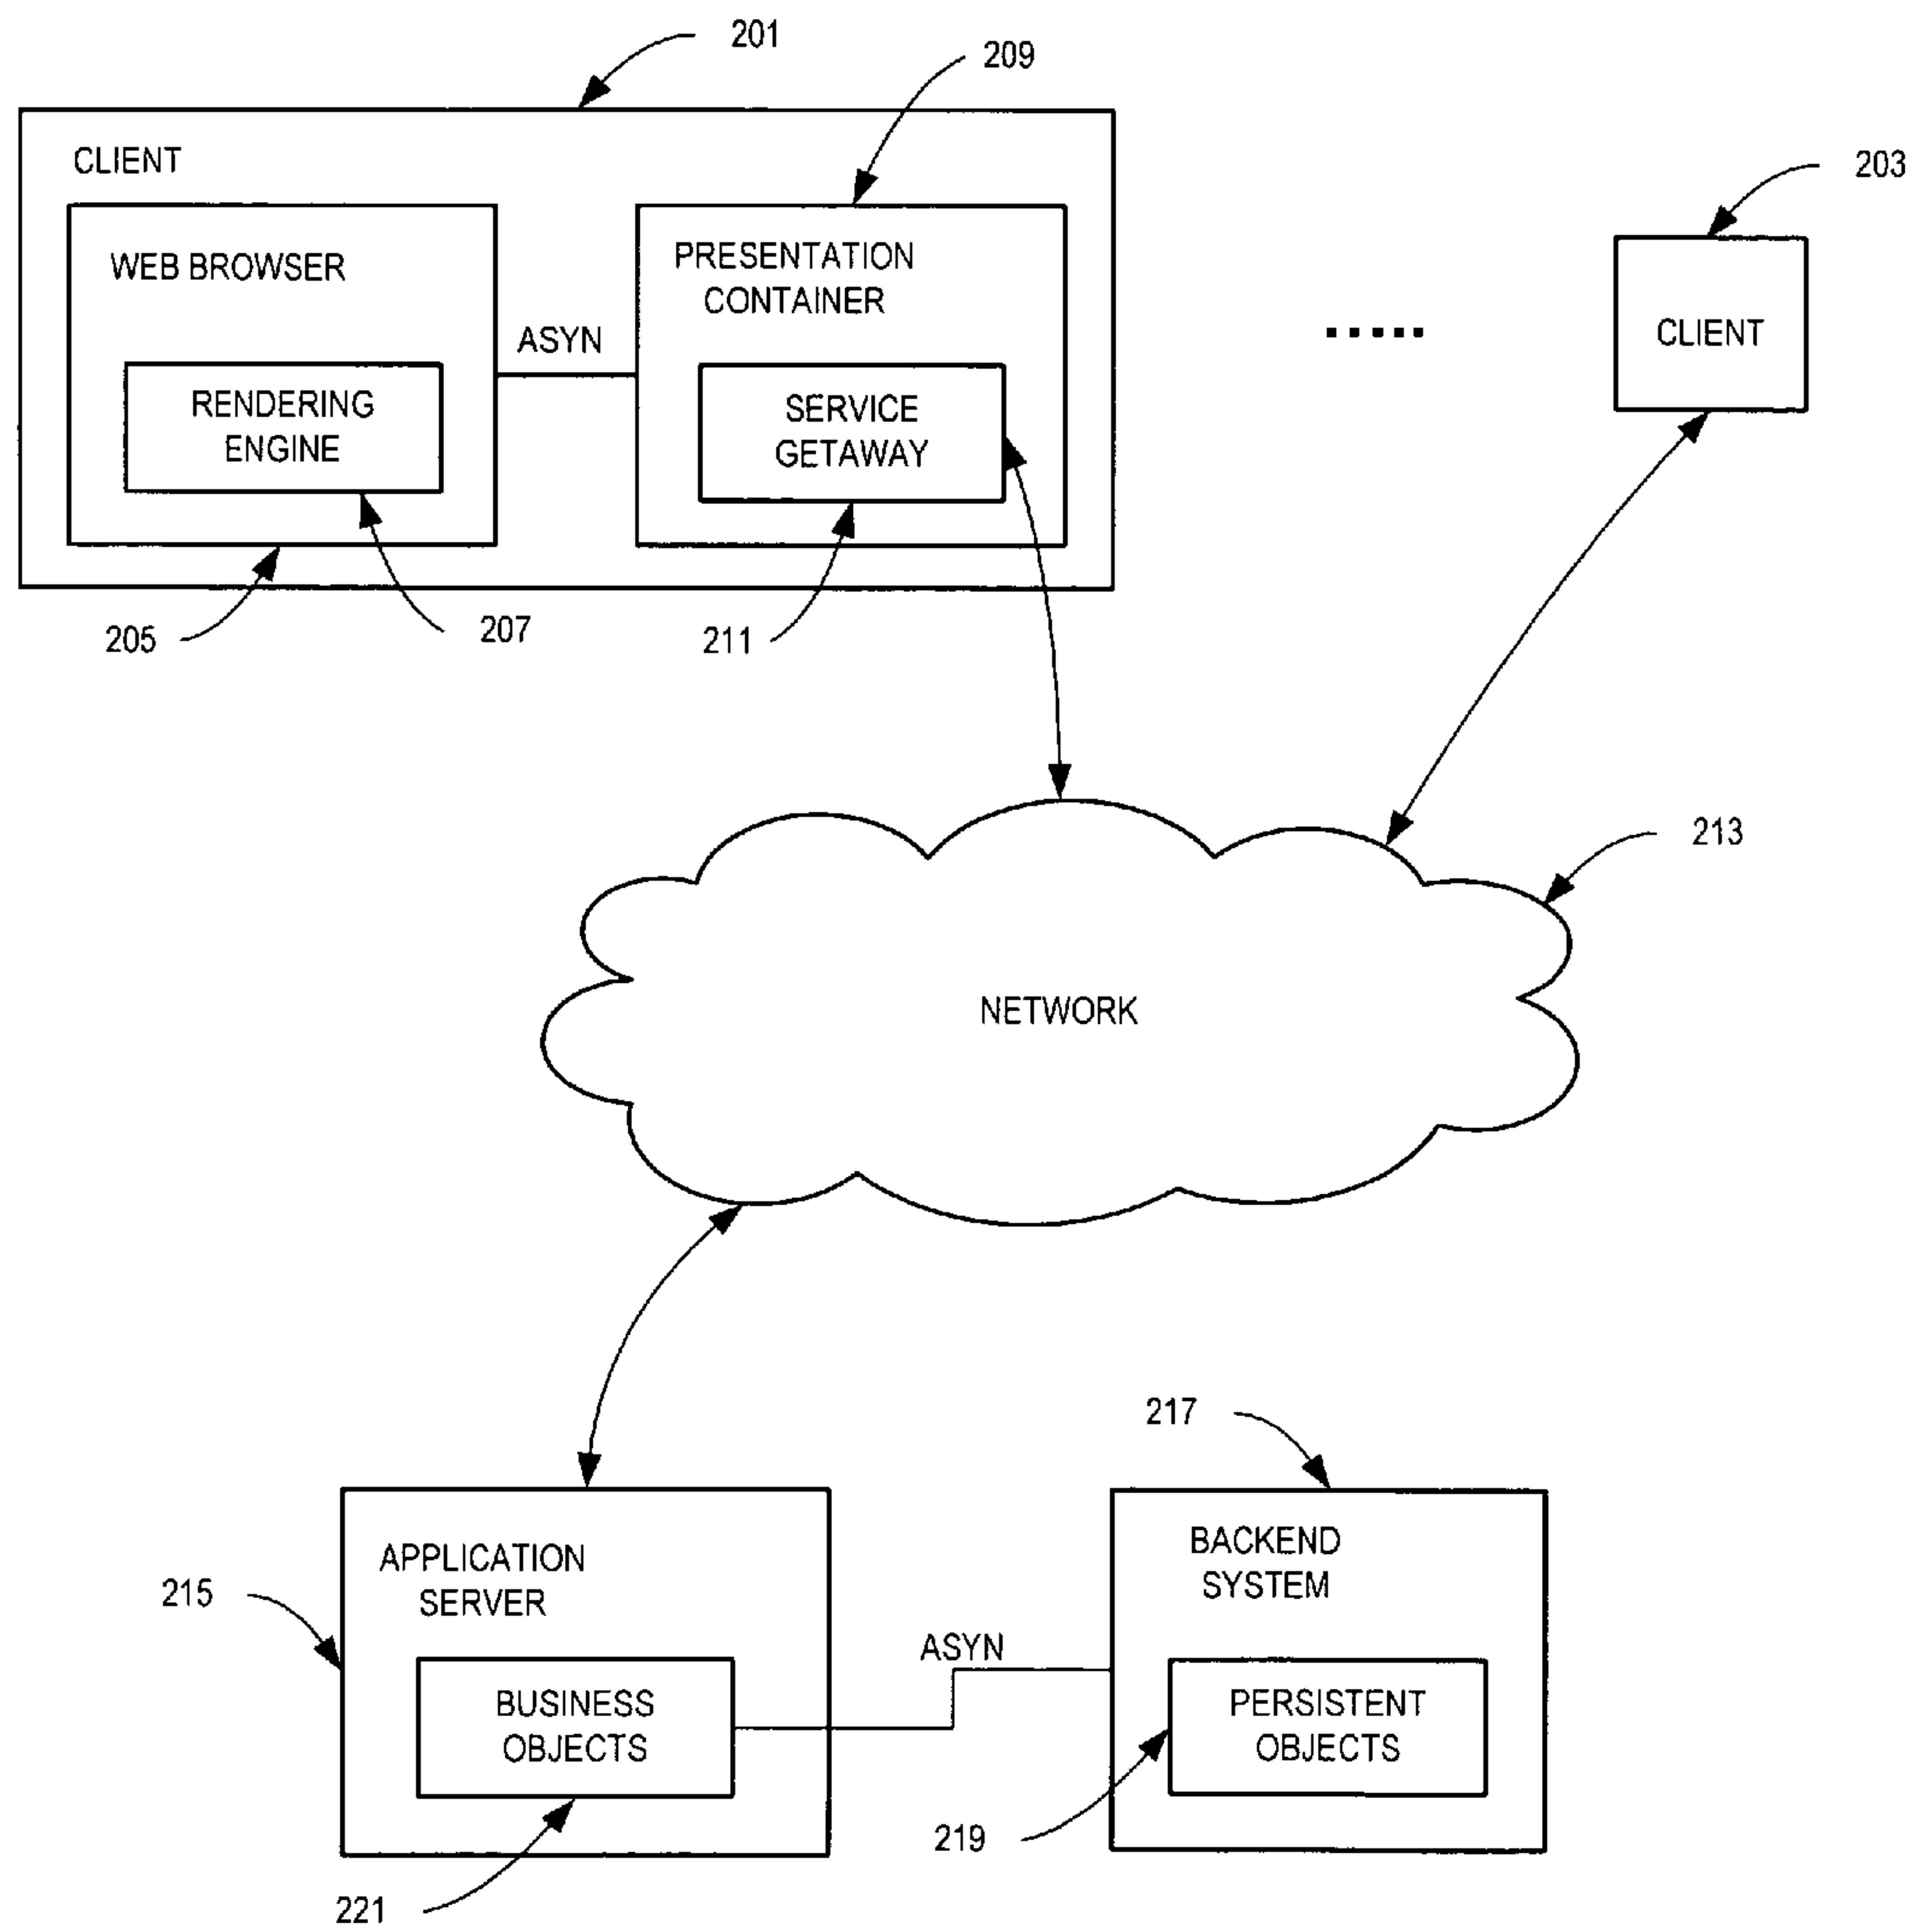 201
209
CLIENT
203
WEB BROWSER
PRESENTATION
CONTAINER
ASYN
CLIENT
RENDERING
ENGINE
SERVICE
GETAWAY
205
207
211
213
NETWORK
217
APPLICATION
SERVER
BACKEND
SYSTEM
215
ASYN
BUSINESS
OBJECTS
PERSISTENT
OBJECTS
219
221